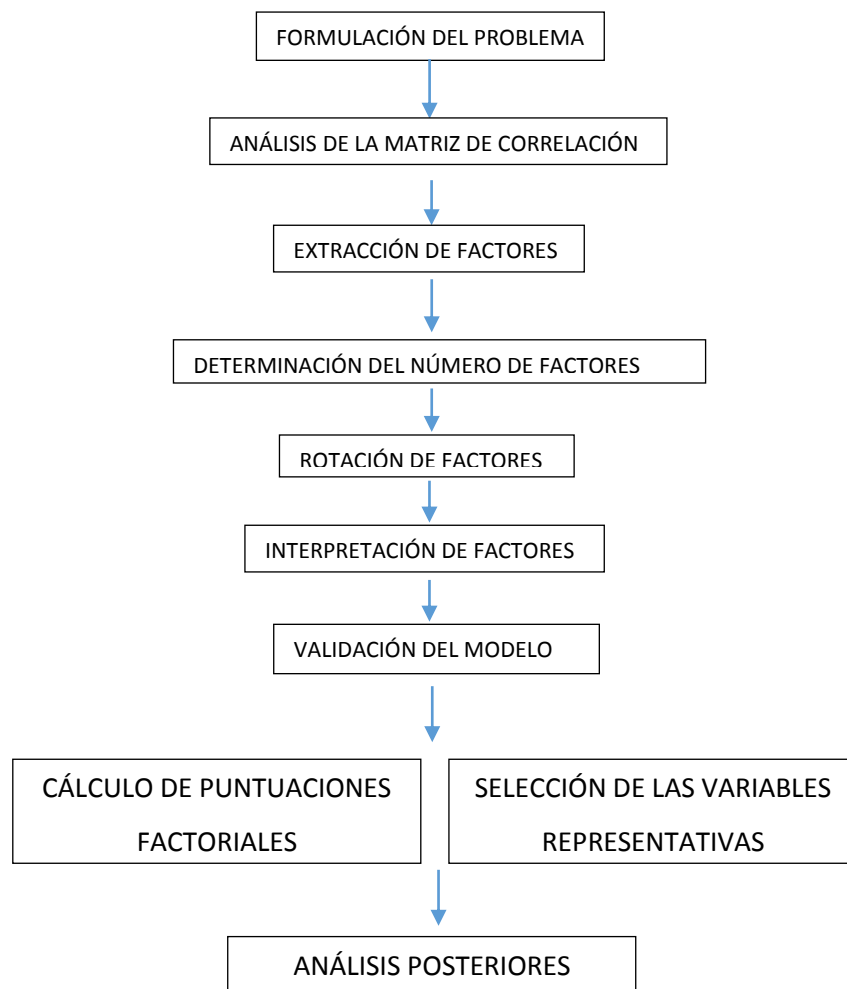 FORMULACIÓN DEL PROBLEMA
ANÁLISIS DE LA MATRIZ DE CORRELACIÓN
EXTRACCIÓN DE FACTORES
DETERMINACIÓN DEL NÚMERO DE FACTORES
ROTACIÓN DE FACTORES
INTERPRETACIÓN DE FACTORES
VALIDACIÓN DEL MODELO
CÁLCULO DE PUNTUACIONES
FACTORIALES
SELECCIÓN DE LAS VARIABLES
REPRESENTATIVAS
ANÁLISIS POSTERIORES